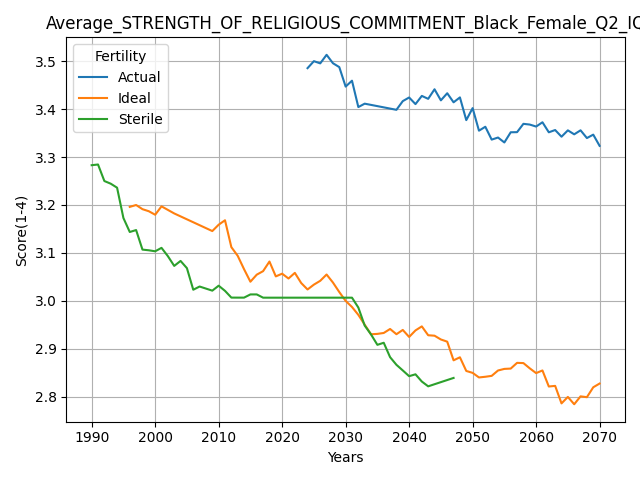 Average_STRENGTH_OF_RELIGIOUS_COMMITMENT_Black_Female_Q2_IQ
Fertility
Actual
Ideal
Sterile
Score(1-4)
3.5
3.4
3.3
3.2
3.1
3.0
2.9
2.8
1990 2000 2010 2020 2030 2040 2050 2060 2070
Years